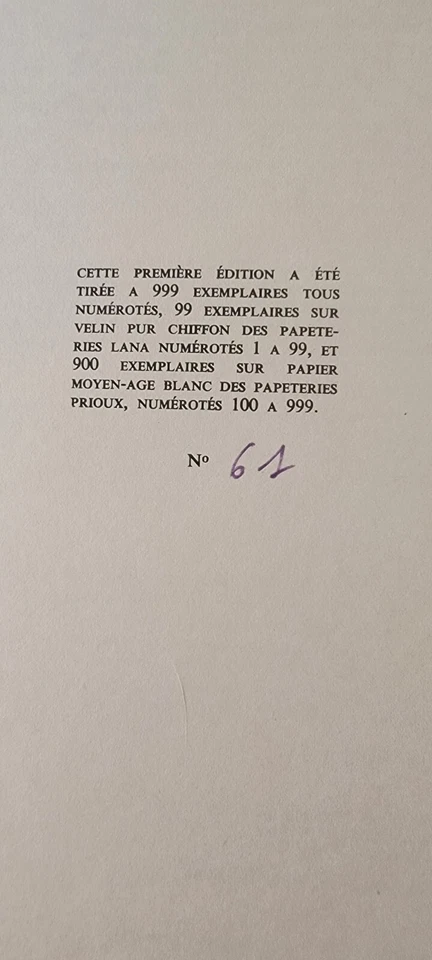 CETTE PREMIÈRE ÉDITION A ÉTÉ
TIRÉE A 999 EXEMPLAIRES TOUS
NUMÉROTÉS, 99 EXEMPLAIRES SUR
VELIN PUR CHIFFON DES PAPETE-
RIES LANA NUMÉROTÉS 1 A 99, ET
900 EXEMPLAIRES SUR PAPIER
MOYEN-AGE BLANC DES PAPETERIES
PRIOUX, NUMÉROTÉS 100 A 999.
Nº 61